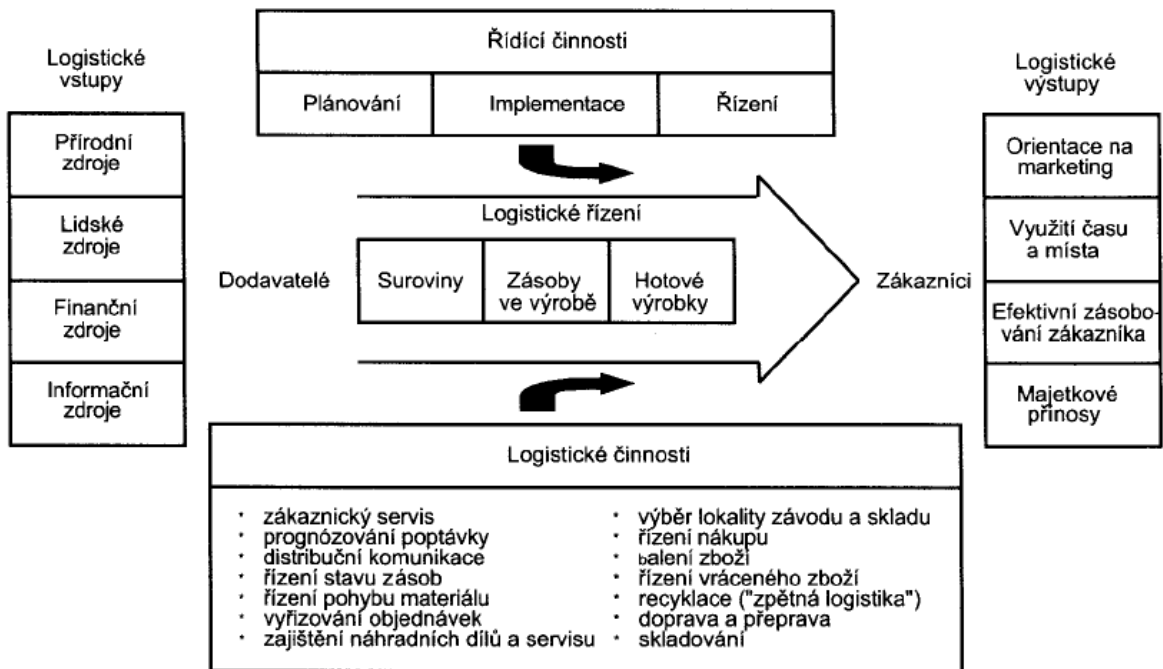 Řídící činnosti
Plánování
Implementace
Řízení
Logistické
vstupy
Přírodní
zdroje
Lidské
zdroje
Finanční
zdroje
Informační
zdroje
Logistické řízení
Dodavatelé
Suroviny
Zásoby
ve výrobě
Hotové
výrobky
Zákazníci
Logistické
výstupy
Orientace na
marketing
Využití času
a místa
Efektivní zásobo-
vání zákazníka
Majetkové
přínosy
Logistické činnosti
* zákaznický servis
* prognózování poptávky
* distribuční komunikace
* řízení stavu zásob
* řízení pohybu materiálu
* vyřizování objednávek
* zajištění náhradních dílů a servisu
* výběr lokality závodu a skladu
* řízení nákupu
* balení zboží
* řízení vráceného zboží
* recyklace ("zpětná logistika")
* doprava a přeprava
* skladování